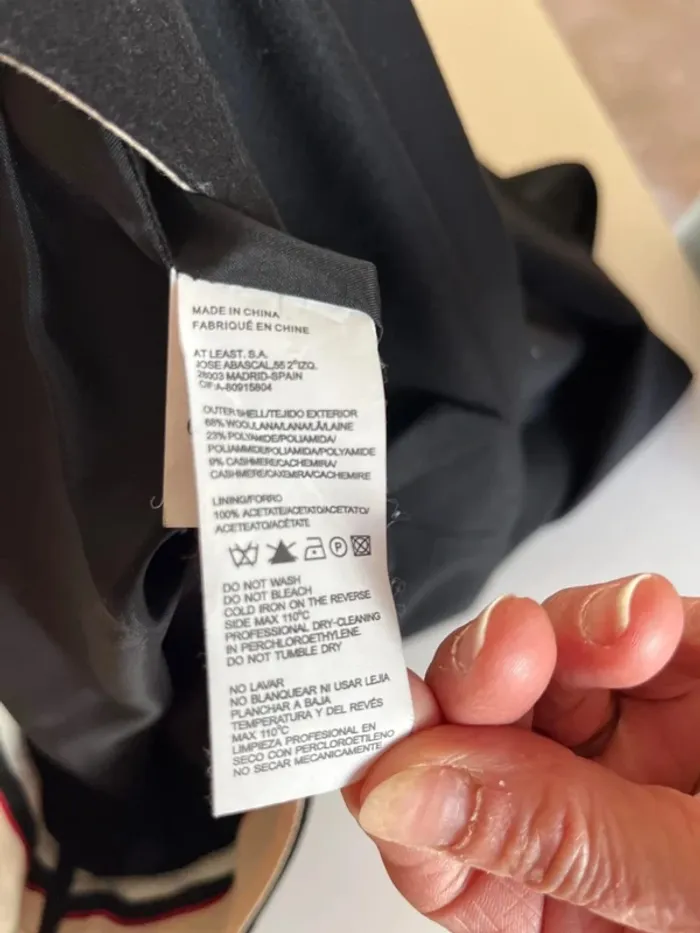 MADE IN CHINA
FABRIQUÉ EN CHINE
AT LEAST. S.A.
JOSE ABASCAL,55 2°IZQ.
28003 MADRID-SPAIN
CIF:A-80915804
OUTER SHELL/TEJIDO EXTERIOR
68% WOOL/LANA/LANA/LÃ/LAINE
23% POLYAMIDE/POLIAMIDA/
POLIAMMIDE/POLIAMIDA/POLYAMIDE
9% CASHMERE/CACHEMIRA/
CASHMERE/CAXEMIRA/CACHEMIRE
LINING/FORRO
100% ACETATE/ACETATO/ACETATO/
ACETEATO/ACÉTATE
P
DO NOT WASH
DO NOT BLEACH
COLD IRON ON THE REVERSE
SIDE MAX 110°C
PROFESSIONAL DRY-CLEANING
IN PERCHLOROETHYLENE.
DO NOT TUMBLE DRY
NO LAVAR
NO BLANQUEAR NI USAR LEJIA
PLANCHAR A BAJA
TEMPERATURA Y DEL REVÉS
MAX 110°C
LIMPIEZA PROFESIONAL EN
SECO CON PERCLOROETILENO
NO SECAR MECANICAMENTE